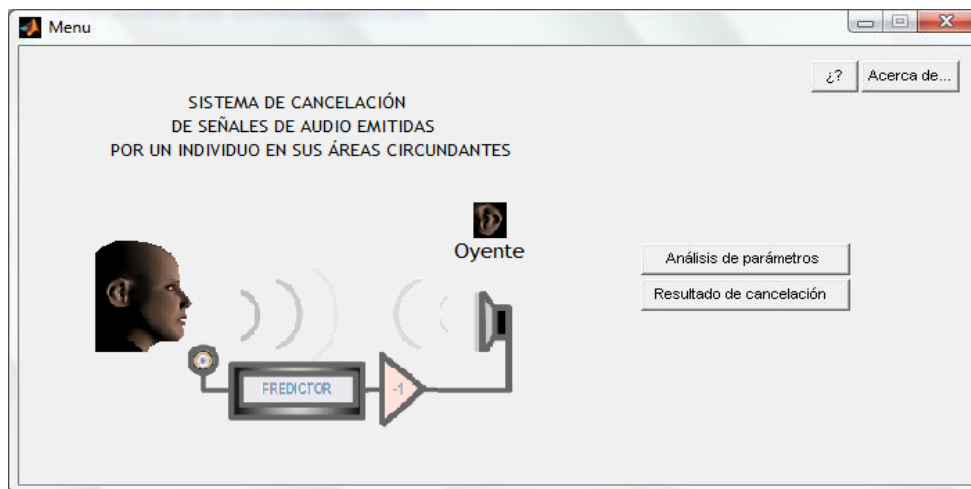 Menu
¿? Acerca de...
SISTEMA DE CANCELACIÓN
DE SEÑALES DE AUDIO EMITIDAS
POR UN INDIVIDUO EN SUS ÁREAS CIRCUNDANTES
Oyente
Análisis de parámetros
Resultado de cancelación
PREDICTOR
-1